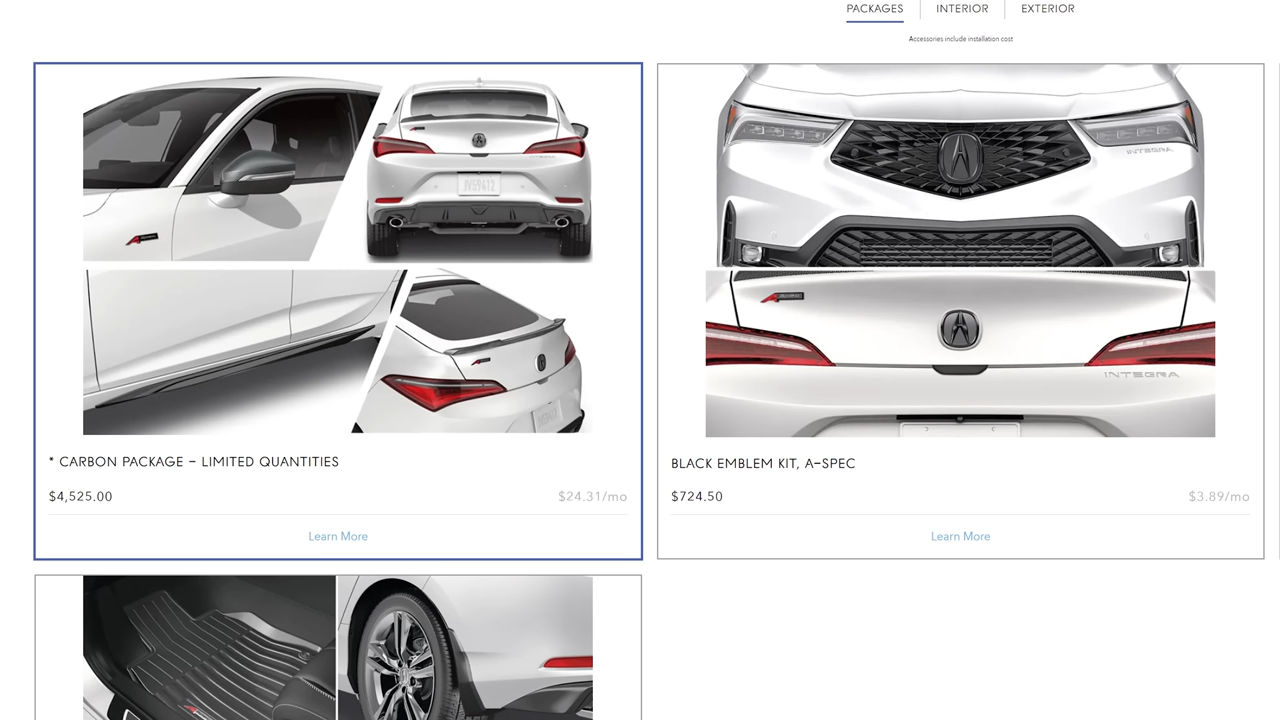 PACKAGES
INTERIOR
EXTERIOR
Accessories include installation cost
INTEGRA
INTEGRA
* CARBON PACKAGE – LIMITED QUANTITIES
$4,525.00
$24.31/mo
Learn More
BLACK EMBLEM KIT, A-SPEC
$724.50
$3.89/mo
Learn More